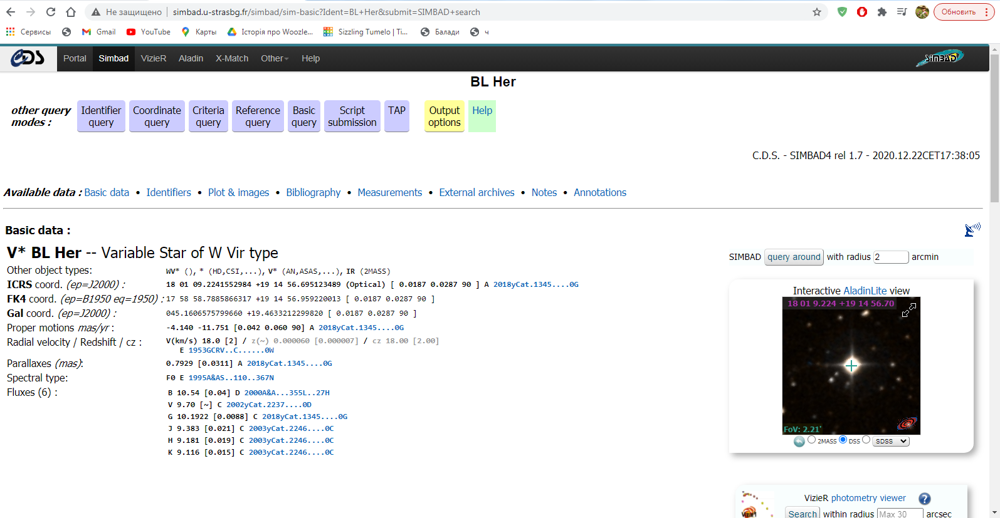 Не защищено
simbad.u-strasbg.fr/simbad/sim-basic?Ident=BL+Her&submit=SIMBAD+search
Обновить
Сервисы
Gmail
YouTube
Карты
Історія про Woozle...
Sizzling Tumelo | Ti...
Балади
ч
CDS Portal Simbad VizieR Aladin X-Match Other Help SIMBAD
BL Her
other query modes :
Identifier query
Coordinate query
Criteria query
Reference query
Basic query
Script submission
TAP
Output options
Help
C.D.S. - SIMBAD4 rel 1.7 - 2020.12.22CET17:38:05
Available data : Basic data • Identifiers • Plot & images • Bibliography • Measurements • External archives • Notes • Annotations
Basic data :
V* BL Her -- Variable Star of W Vir type
Other object types: WV* (), * (HD,CSI,...), V* (AN,ASAS,...), IR (2MASS)
ICRS coord. (ep=J2000) : 18 01 09.2241552984 +19 14 56.695123489 (Optical) [ 0.0187 0.0287 90 ] A 2018yCat.1345....0G
FK4 coord. (ep=B1950 eq=1950) : 17 58 58.7885866317 +19 14 56.959220013 [ 0.0187 0.0287 90 ]
Gal coord. (ep=J2000) : 045.1606575799660 +19.4633212299820 [ 0.0187 0.0287 90 ]
Proper motions mas/yr : -4.140 -11.751 [0.042 0.060 90] A 2018yCat.1345....0G
Radial velocity / Redshift / cz : V(km/s) 18.0 [2] / z(~) 0.000060 [0.000007] / cz 18.00 [2.00]
E 1953GCRV..C......0W
Parallaxes (mas): 0.7929 [0.0311] A 2018yCat.1345....0G
Spectral type: F0 E 1995A&AS..110..367N
Fluxes (6) : B 10.54 [0.04] D 2000A&A...355L..27H
V 9.70 [~] C 2002yCat.2237....0D
G 10.1922 [0.0088] C 2018yCat.1345....0G
J 9.383 [0.021] C 2003yCat.2246....0C
H 9.181 [0.019] C 2003yCat.2246....0C
K 9.116 [0.015] C 2003yCat.2246....0C
SIMBAD query around with radius 2 arcmin
Interactive AladinLite view
18 01 9.224 +19 14 56.70
FoV: 2.21'
2MASS DSS SDSS
VizieR photometry viewer ?
Search within radius Max 30 arcsec